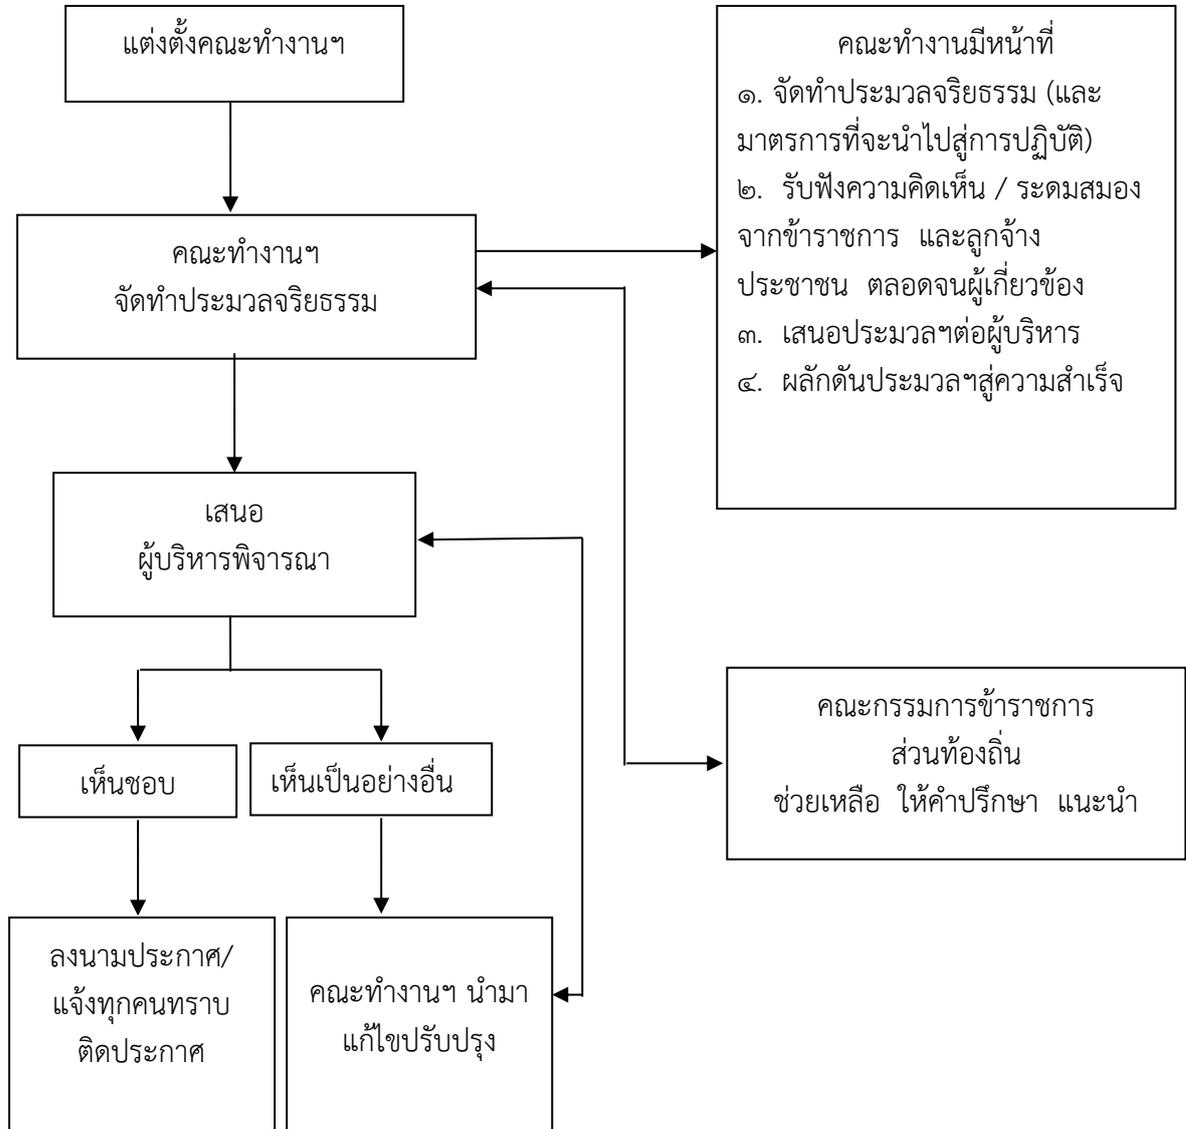 แต่งตั้งคณะทำงานฯ
คณะทำงานฯ
จัดทำประมวลจริยธรรม
คณะทำงานมีหน้าที่
๑. จัดทำประมวลจริยธรรม (และ
มาตรการที่จะนำไปสู่การปฏิบัติ)
๒. รับฟังความคิดเห็น / ระดมสมอง
จากข้าราชการ และลูกจ้าง
ประชาชน ตลอดจนผู้เกี่ยวข้อง
๓. เสนอประมวลฯต่อผู้บริหาร
๔. ผลักดันประมวลฯสู่ความสำเร็จ
เสนอ
ผู้บริหารพิจารณา
คณะกรรมการข้าราชการ
ส่วนท้องถิ่น
ช่วยเหลือ ให้คำปรึกษา แนะนำ
เห็นชอบ
เห็นเป็นอย่างอื่น
ลงนามประกาศ/
แจ้งทุกคนทราบ
ติดประกาศ
คณะทำงานฯ นำมา
แก้ไขปรับปรุง